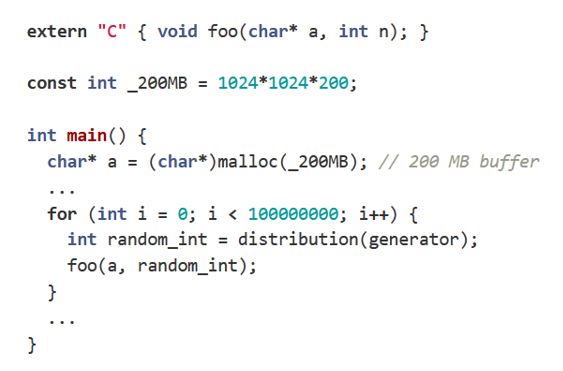 extern "C" { void foo(char* a, int n); }
const int _200MB = 1024*1024*200;
int main() {
char* a = (char*)malloc(_200MB); // 200 MB buffer
...
for (int i = 0; i < 100000000; i++) {
int random_int = distribution(generator);
foo(a, random_int);
}
...
}